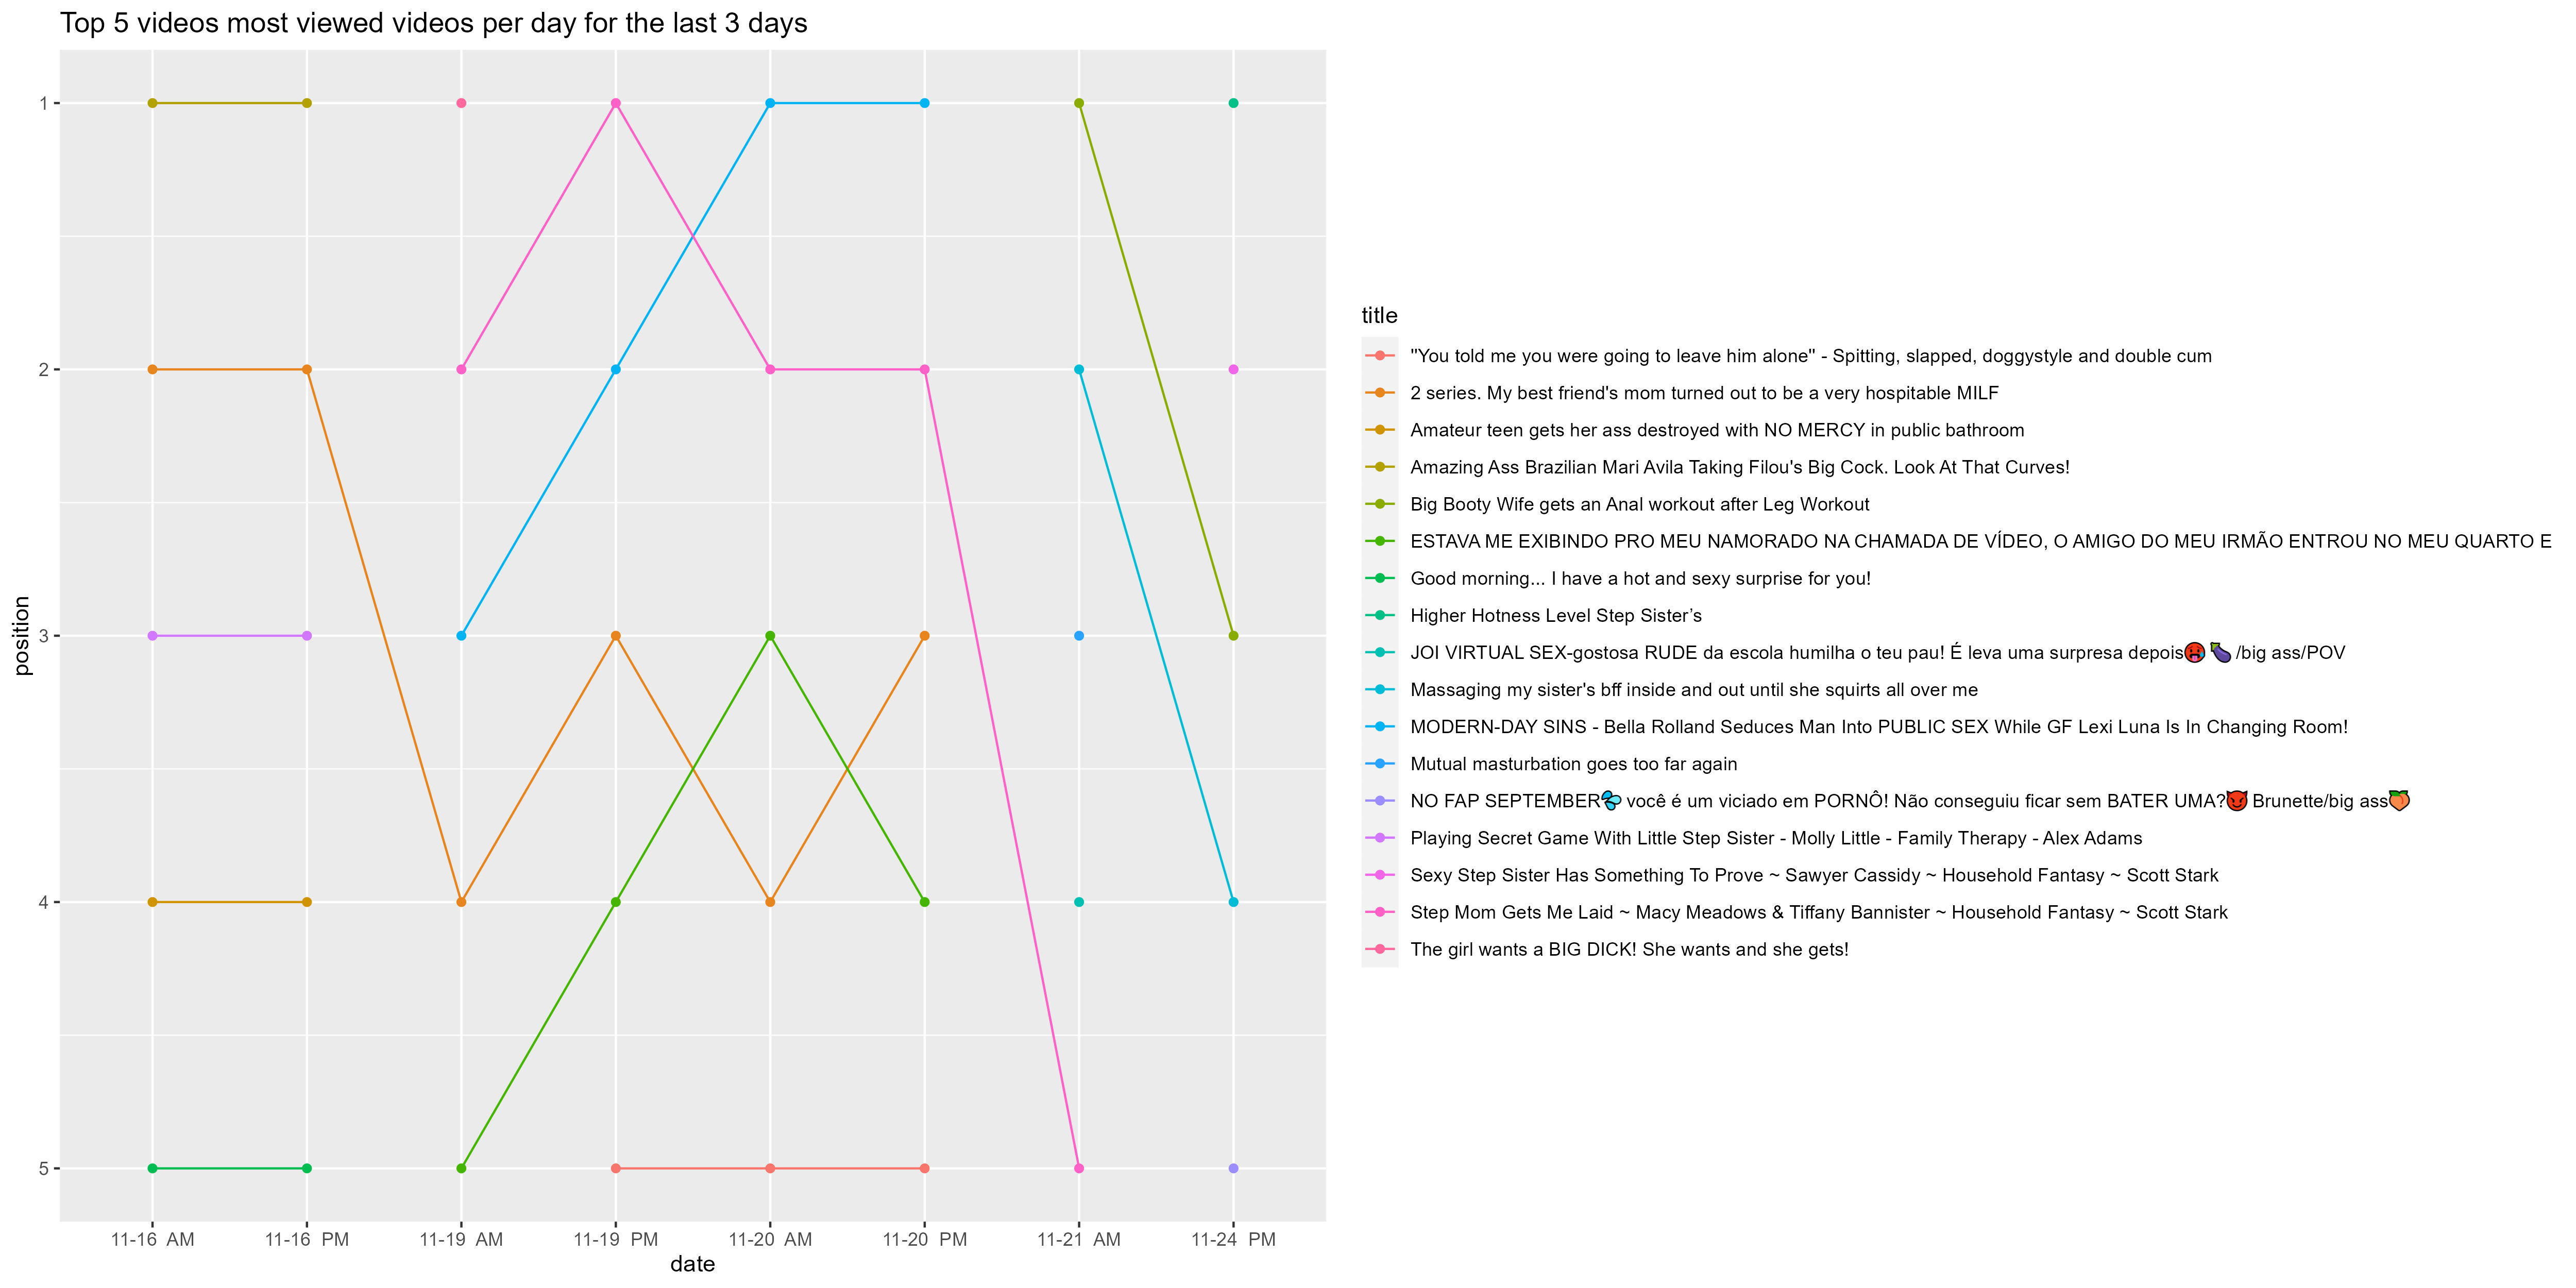 Top 5 videos most viewed videos per day for the last 3 days
position
1
2
3
4
5
11-16 AM
11-16 PM
11-19 AM
11-19 PM
11-20 AM
11-20 PM
11-21 AM
11-24 PM
date
title
"You told me you were going to leave him alone" - Spitting, slapped, doggystyle and double cum
2 series. My best friend's mom turned out to be a very hospitable MILF
Amateur teen gets her ass destroyed with NO MERCY in public bathroom
Amazing Ass Brazilian Mari Avila Taking Filou's Big Cock. Look At That Curves!
Big Booty Wife gets an Anal workout after Leg Workout
ESTAVA ME EXIBINDO PRO MEU NAMORADO NA CHAMADA DE VÍDEO, O AMIGO DO MEU IRMÃO ENTROU NO MEU QUARTO E
Good morning... I have a hot and sexy surprise for you!
Higher Hotness Level Step Sister’s
JOI VIRTUAL SEX-gostosa RUDE da escola humilha o teu pau! É leva uma surpresa depois🥵🍆/big ass/POV
Massaging my sister's bff inside and out until she squirts all over me
MODERN-DAY SINS - Bella Rolland Seduces Man Into PUBLIC SEX While GF Lexi Luna Is In Changing Room!
Mutual masturbation goes too far again
NO FAP SEPTEMBER💦 você é um viciado em PORNÔ! Não conseguiu ficar sem BATER UMA?😈 Brunette/big ass🍑
Playing Secret Game With Little Step Sister - Molly Little - Family Therapy - Alex Adams
Sexy Step Sister Has Something To Prove ~ Sawyer Cassidy ~ Household Fantasy ~ Scott Stark
Step Mom Gets Me Laid ~ Macy Meadows & Tiffany Bannister ~ Household Fantasy ~ Scott Stark
The girl wants a BIG DICK! She wants and she gets!